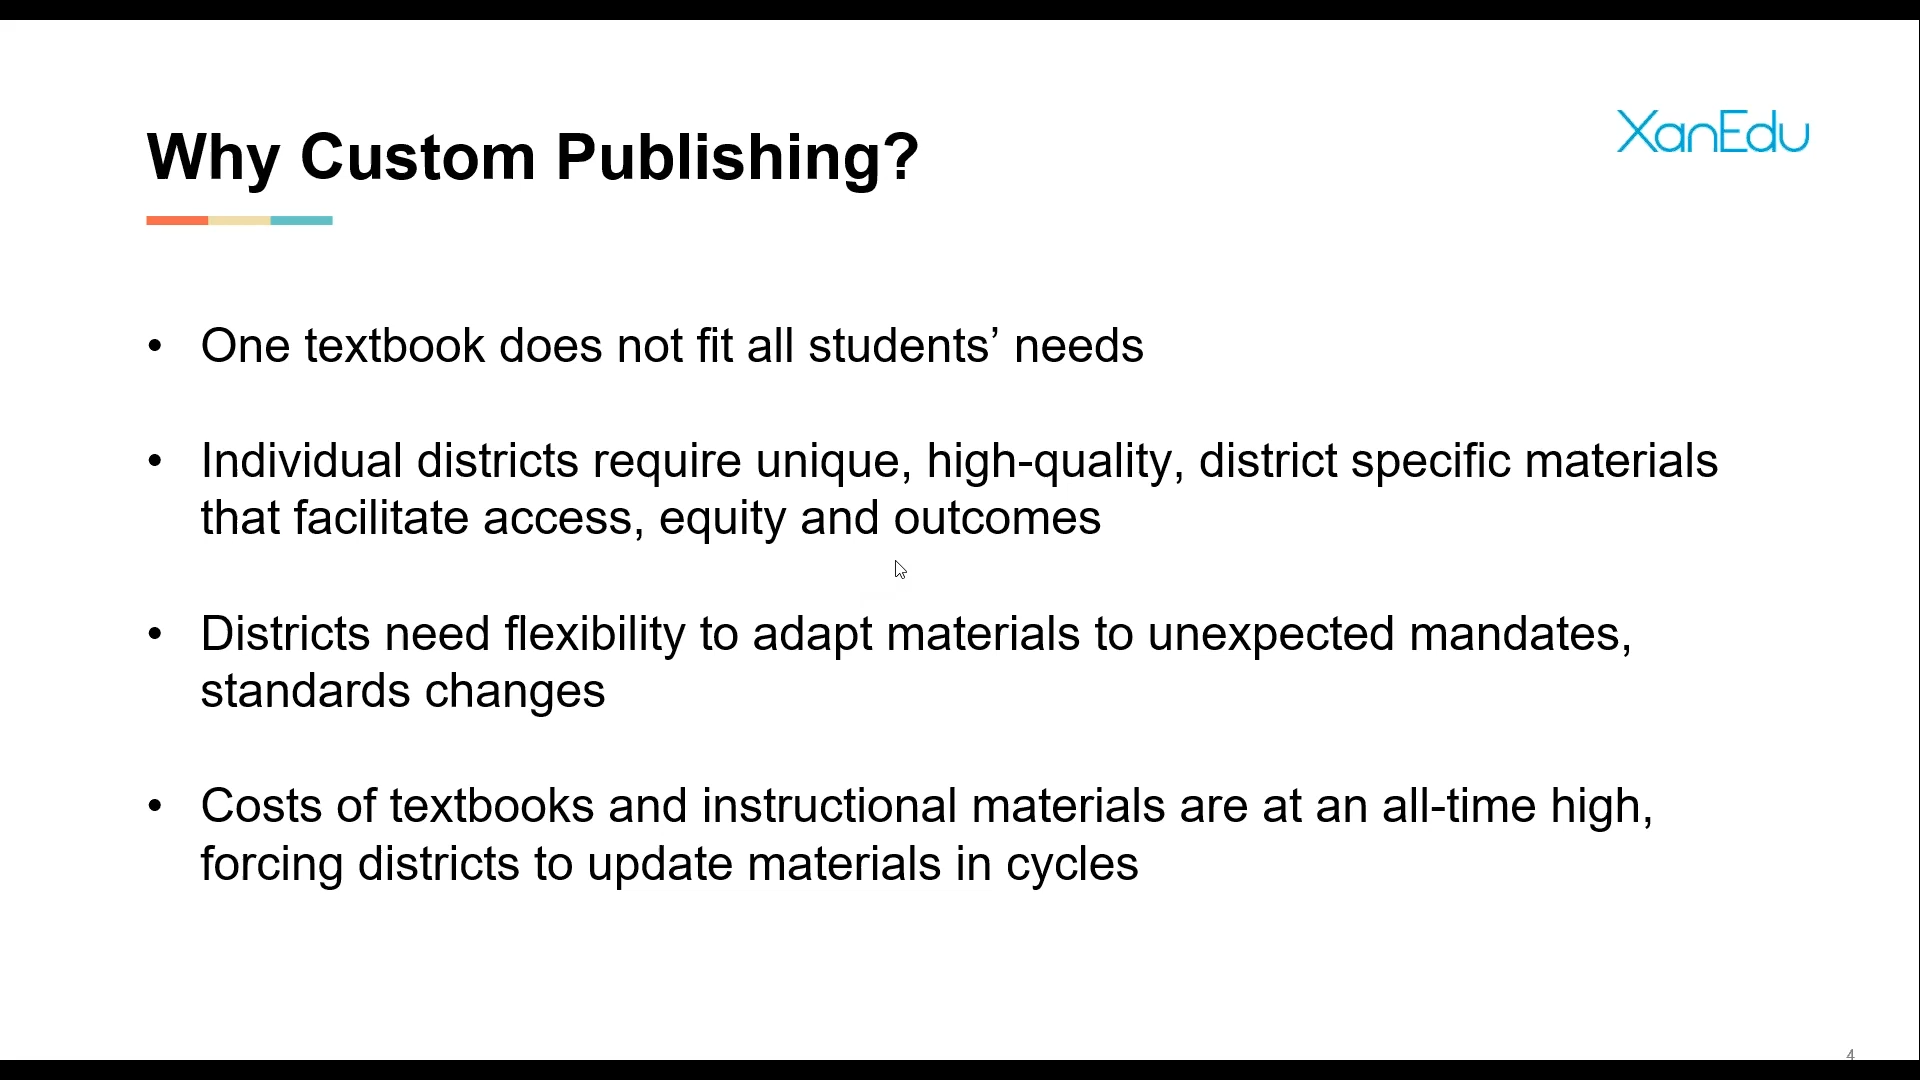 Why Custom Publishing?
XanEdu
• One textbook does not fit all students’ needs
• Individual districts require unique, high-quality, district specific materials
that facilitate access, equity and outcomes
• Districts need flexibility to adapt materials to unexpected mandates,
standards changes
• Costs of textbooks and instructional materials are at an all-time high,
forcing districts to update materials in cycles
4